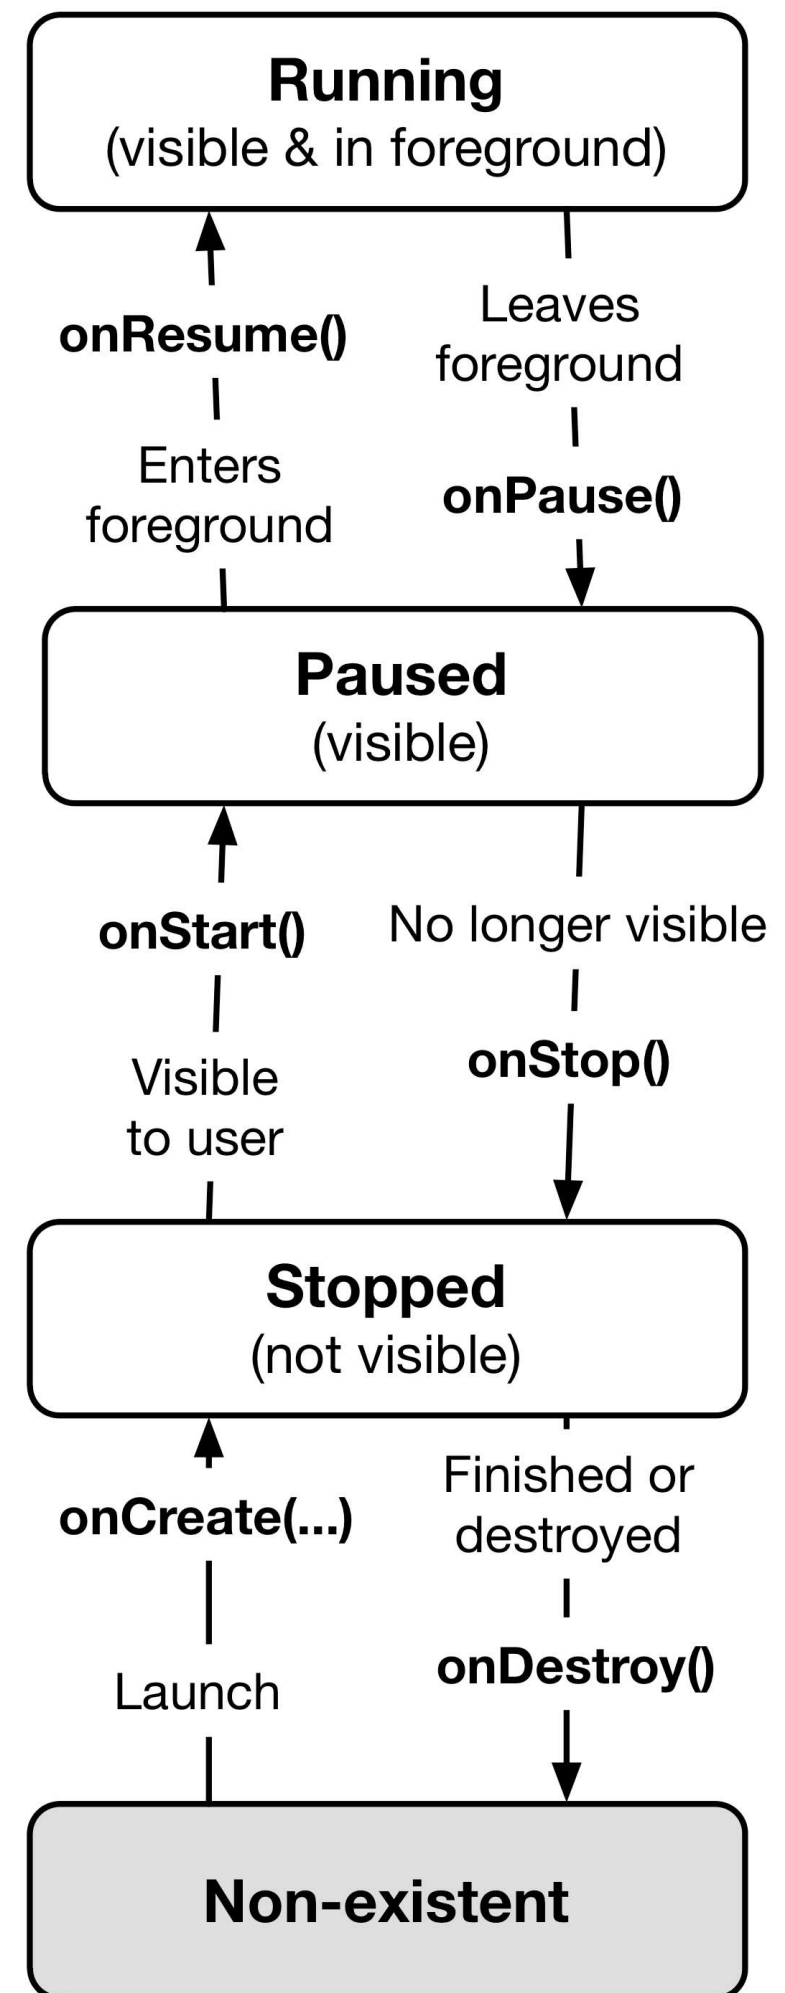 Running
(visible & in foreground)
onResume()
Enters
foreground
Leaves
foreground
onPause()
Paused
(visible)
onStart()
Visible
to user
No longer visible
onStop()
Stopped
(not visible)
onCreate(...)
Launch
Finished or
destroyed
onDestroy()
Non-existent